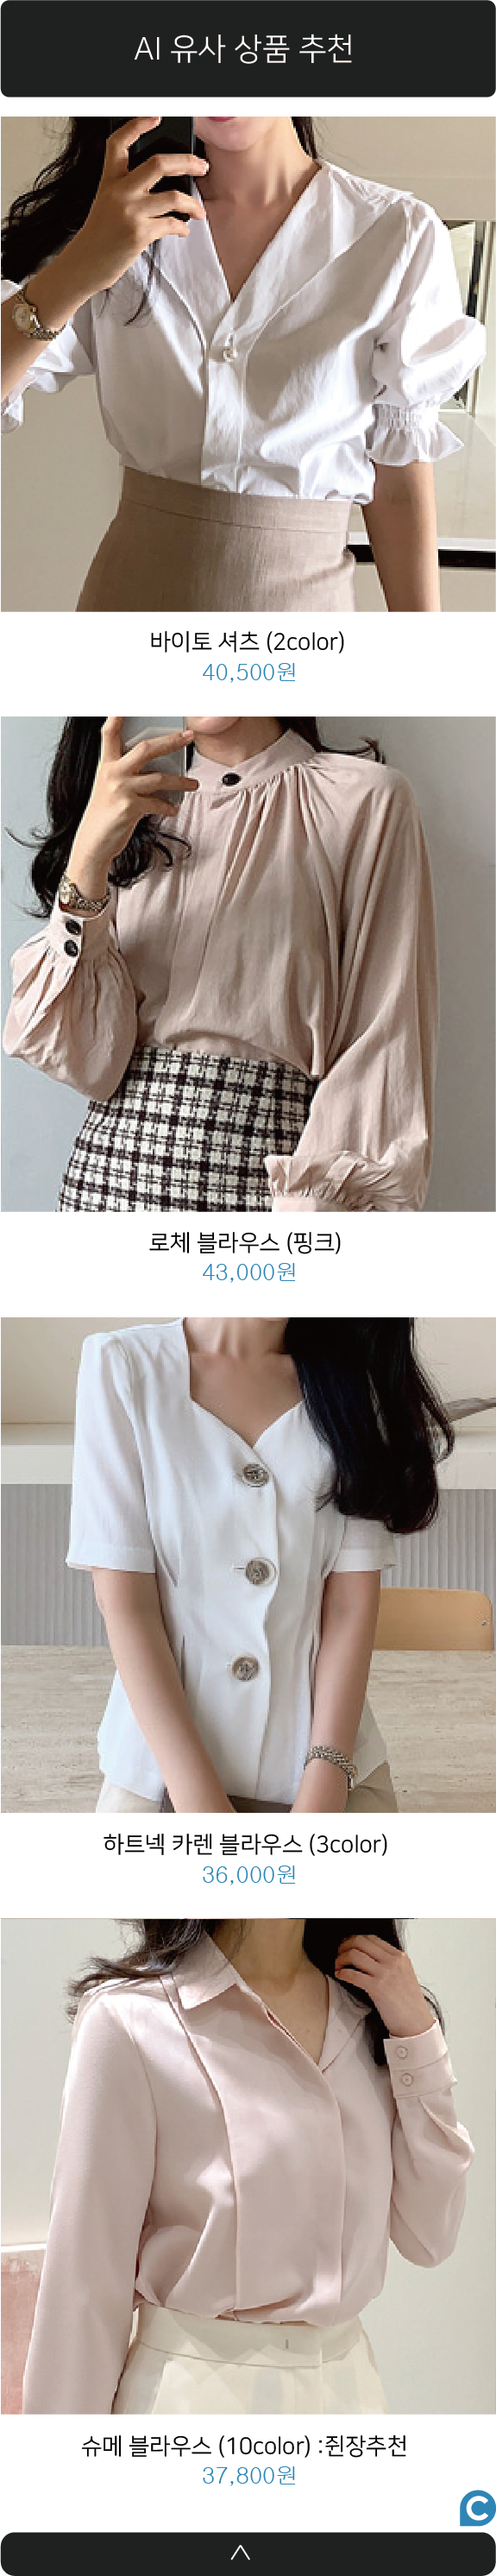 AI 유사 상품 추천
바이토 셔츠 (2color)
40,500원
로체 블라우스 (핑크)
43,000원
하트넥 카렌 블라우스 (3color)
36,000원
슈메 블라우스 (10color) :쥔장추천
37,800원
C